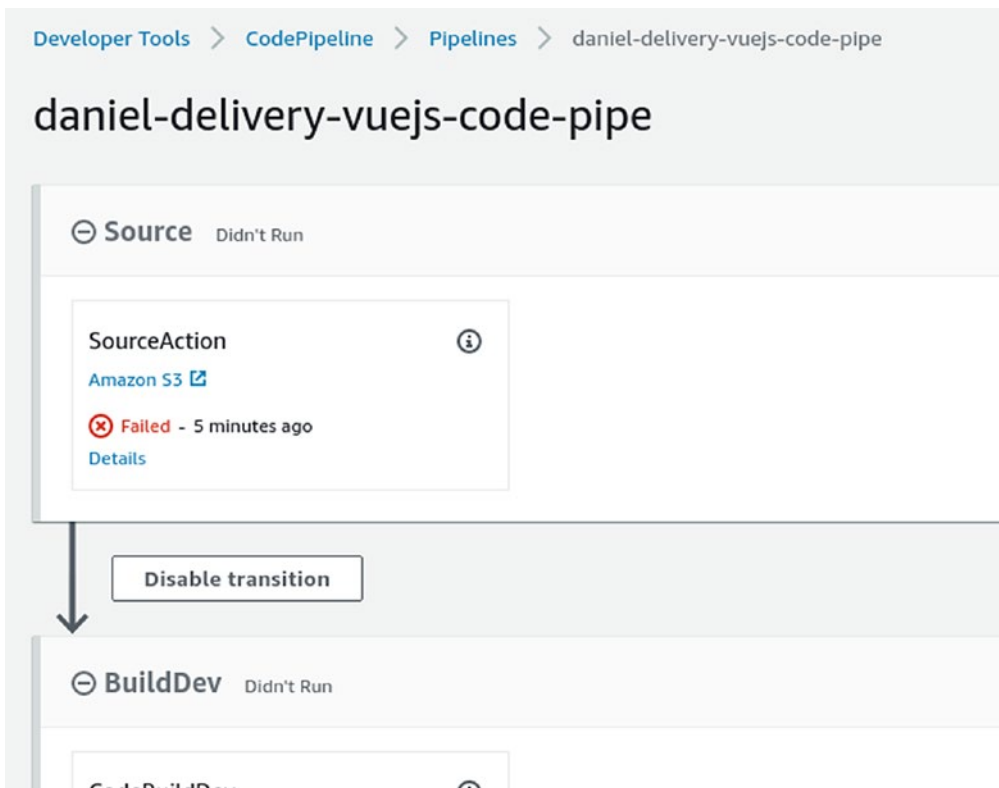 Developer Tools > CodePipeline > Pipelines > daniel-delivery-vuejs-code-pipe
daniel-delivery-vuejs-code-pipe
Source Didn't Run
SourceAction
Amazon S3
Failed - 5 minutes ago
Details
Disable transition
BuildDev Didn't Run
CodeBuildDev